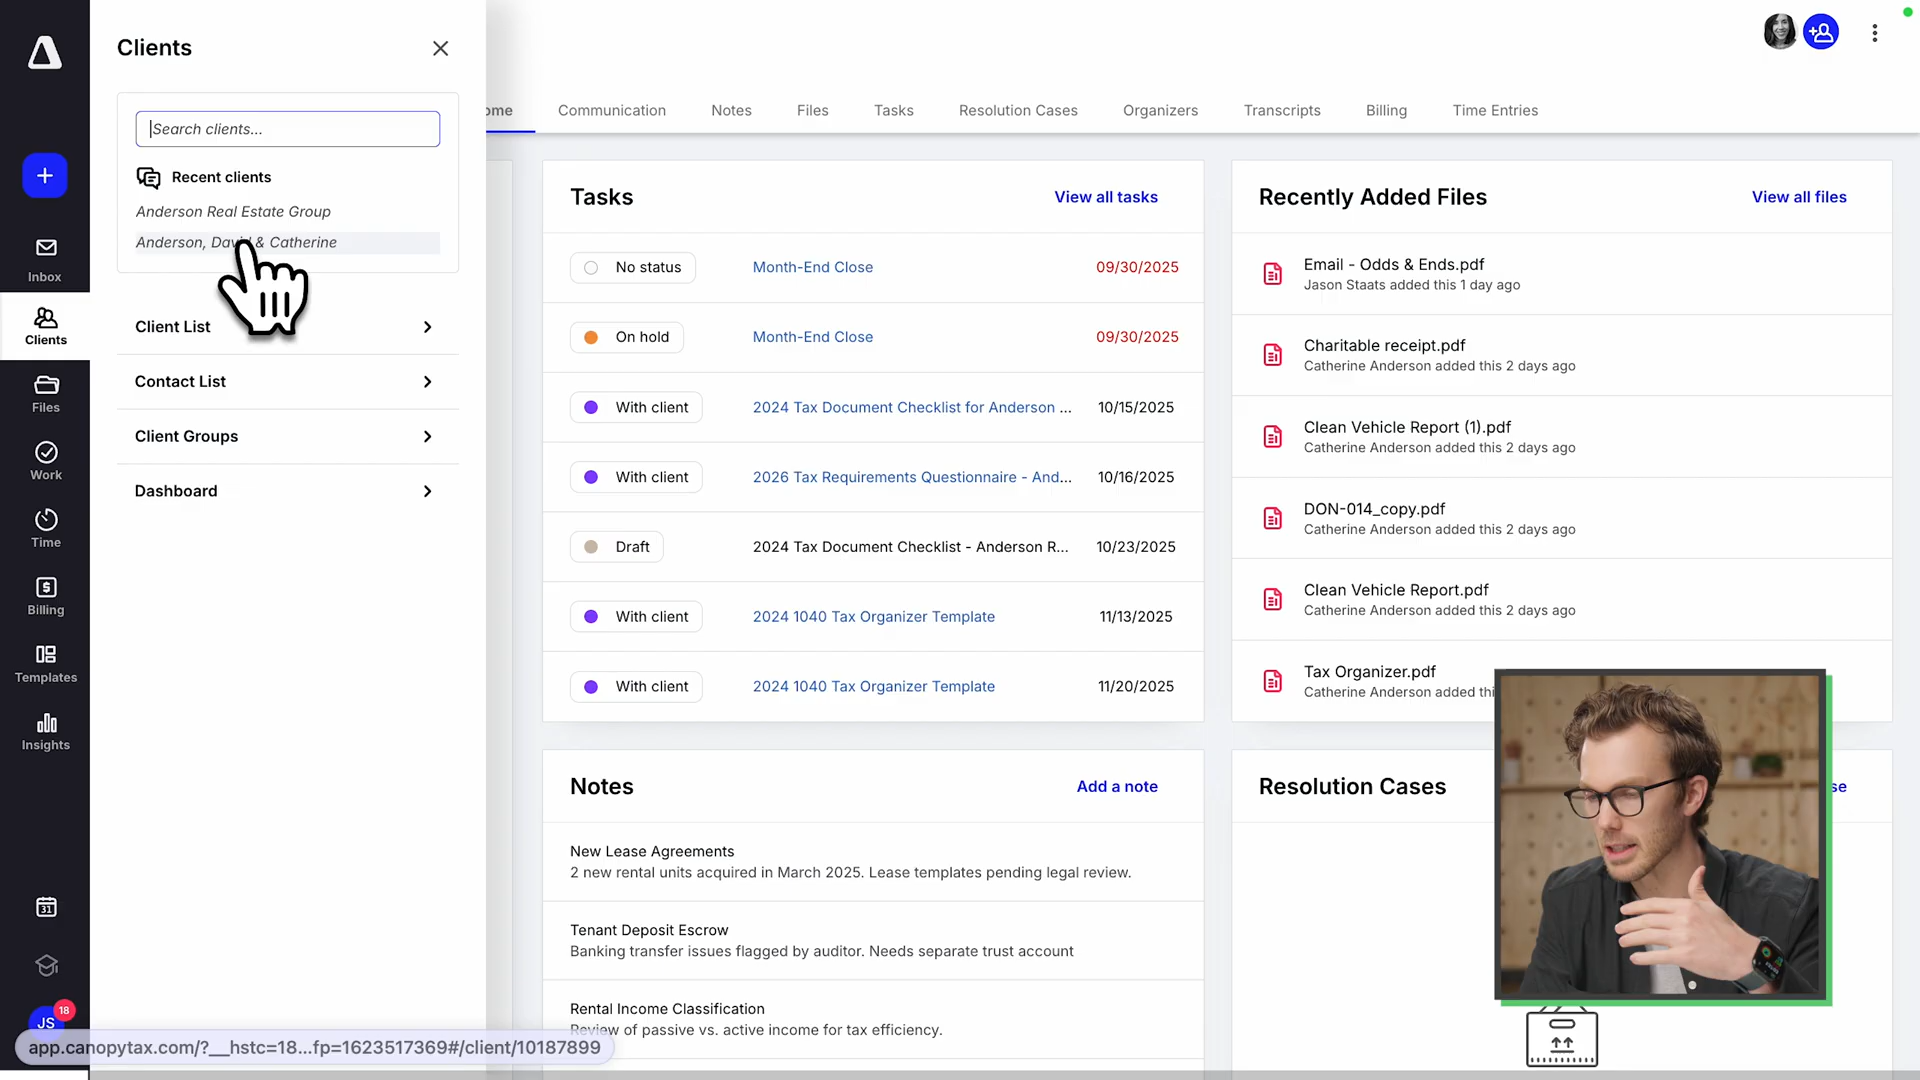 Clients
Search clients...
Recent clients
Anderson Real Estate Group
Anderson, David & Catherine
Client List
Contact List
Client Groups
Dashboard
Inbox
Clients
Files
Work
Time
Billing
Templates
Insights
31
18
JS
app.canopytax.com/?__hstc=18...fp=1623517369#/client/10187899
ome
Communication
Notes
Files
Tasks
Resolution Cases
Organizers
Transcripts
Billing
Time Entries
Tasks
View all tasks
No status Month-End Close 09/30/2025
On hold Month-End Close 09/30/2025
With client 2024 Tax Document Checklist for Anderson ... 10/15/2025
With client 2026 Tax Requirements Questionnaire - And... 10/16/2025
Draft 2024 Tax Document Checklist - Anderson R... 10/23/2025
With client 2024 1040 Tax Organizer Template 11/13/2025
With client 2024 1040 Tax Organizer Template 11/20/2025
Recently Added Files
View all files
Email - Odds & Ends.pdf
Jason Staats added this 1 day ago
Charitable receipt.pdf
Catherine Anderson added this 2 days ago
Clean Vehicle Report (1).pdf
Catherine Anderson added this 2 days ago
DON-014_copy.pdf
Catherine Anderson added this 2 days ago
Clean Vehicle Report.pdf
Catherine Anderson added this 2 days ago
Tax Organizer.pdf
Catherine Anderson added thi
Notes
Add a note
New Lease Agreements
2 new rental units acquired in March 2025. Lease templates pending legal review.
Tenant Deposit Escrow
Banking transfer issues flagged by auditor. Needs separate trust account
Rental Income Classification
Review of passive vs. active income for tax efficiency.
Resolution Cases
se